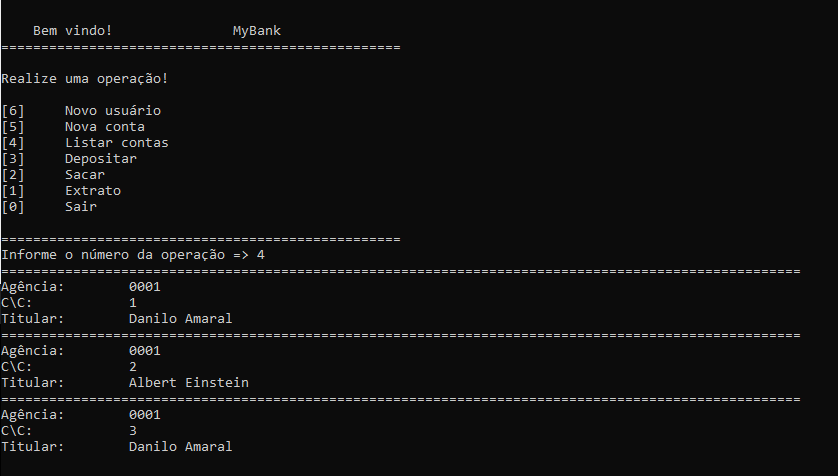 Bem vindo! MyBank
==================================================
Realize uma operação!
[6] Novo usuário
[5] Nova conta
[4] Listar contas
[3] Depositar
[2] Sacar
[1] Extrato
[0] Sair
==================================================
Informe o número da operação => 4
====================================================================================================
Agência: 0001
C\C: 1
Titular: Danilo Amaral
====================================================================================================
Agência: 0001
C\C: 2
Titular: Albert Einstein
====================================================================================================
Agência: 0001
C\C: 3
Titular: Danilo Amaral